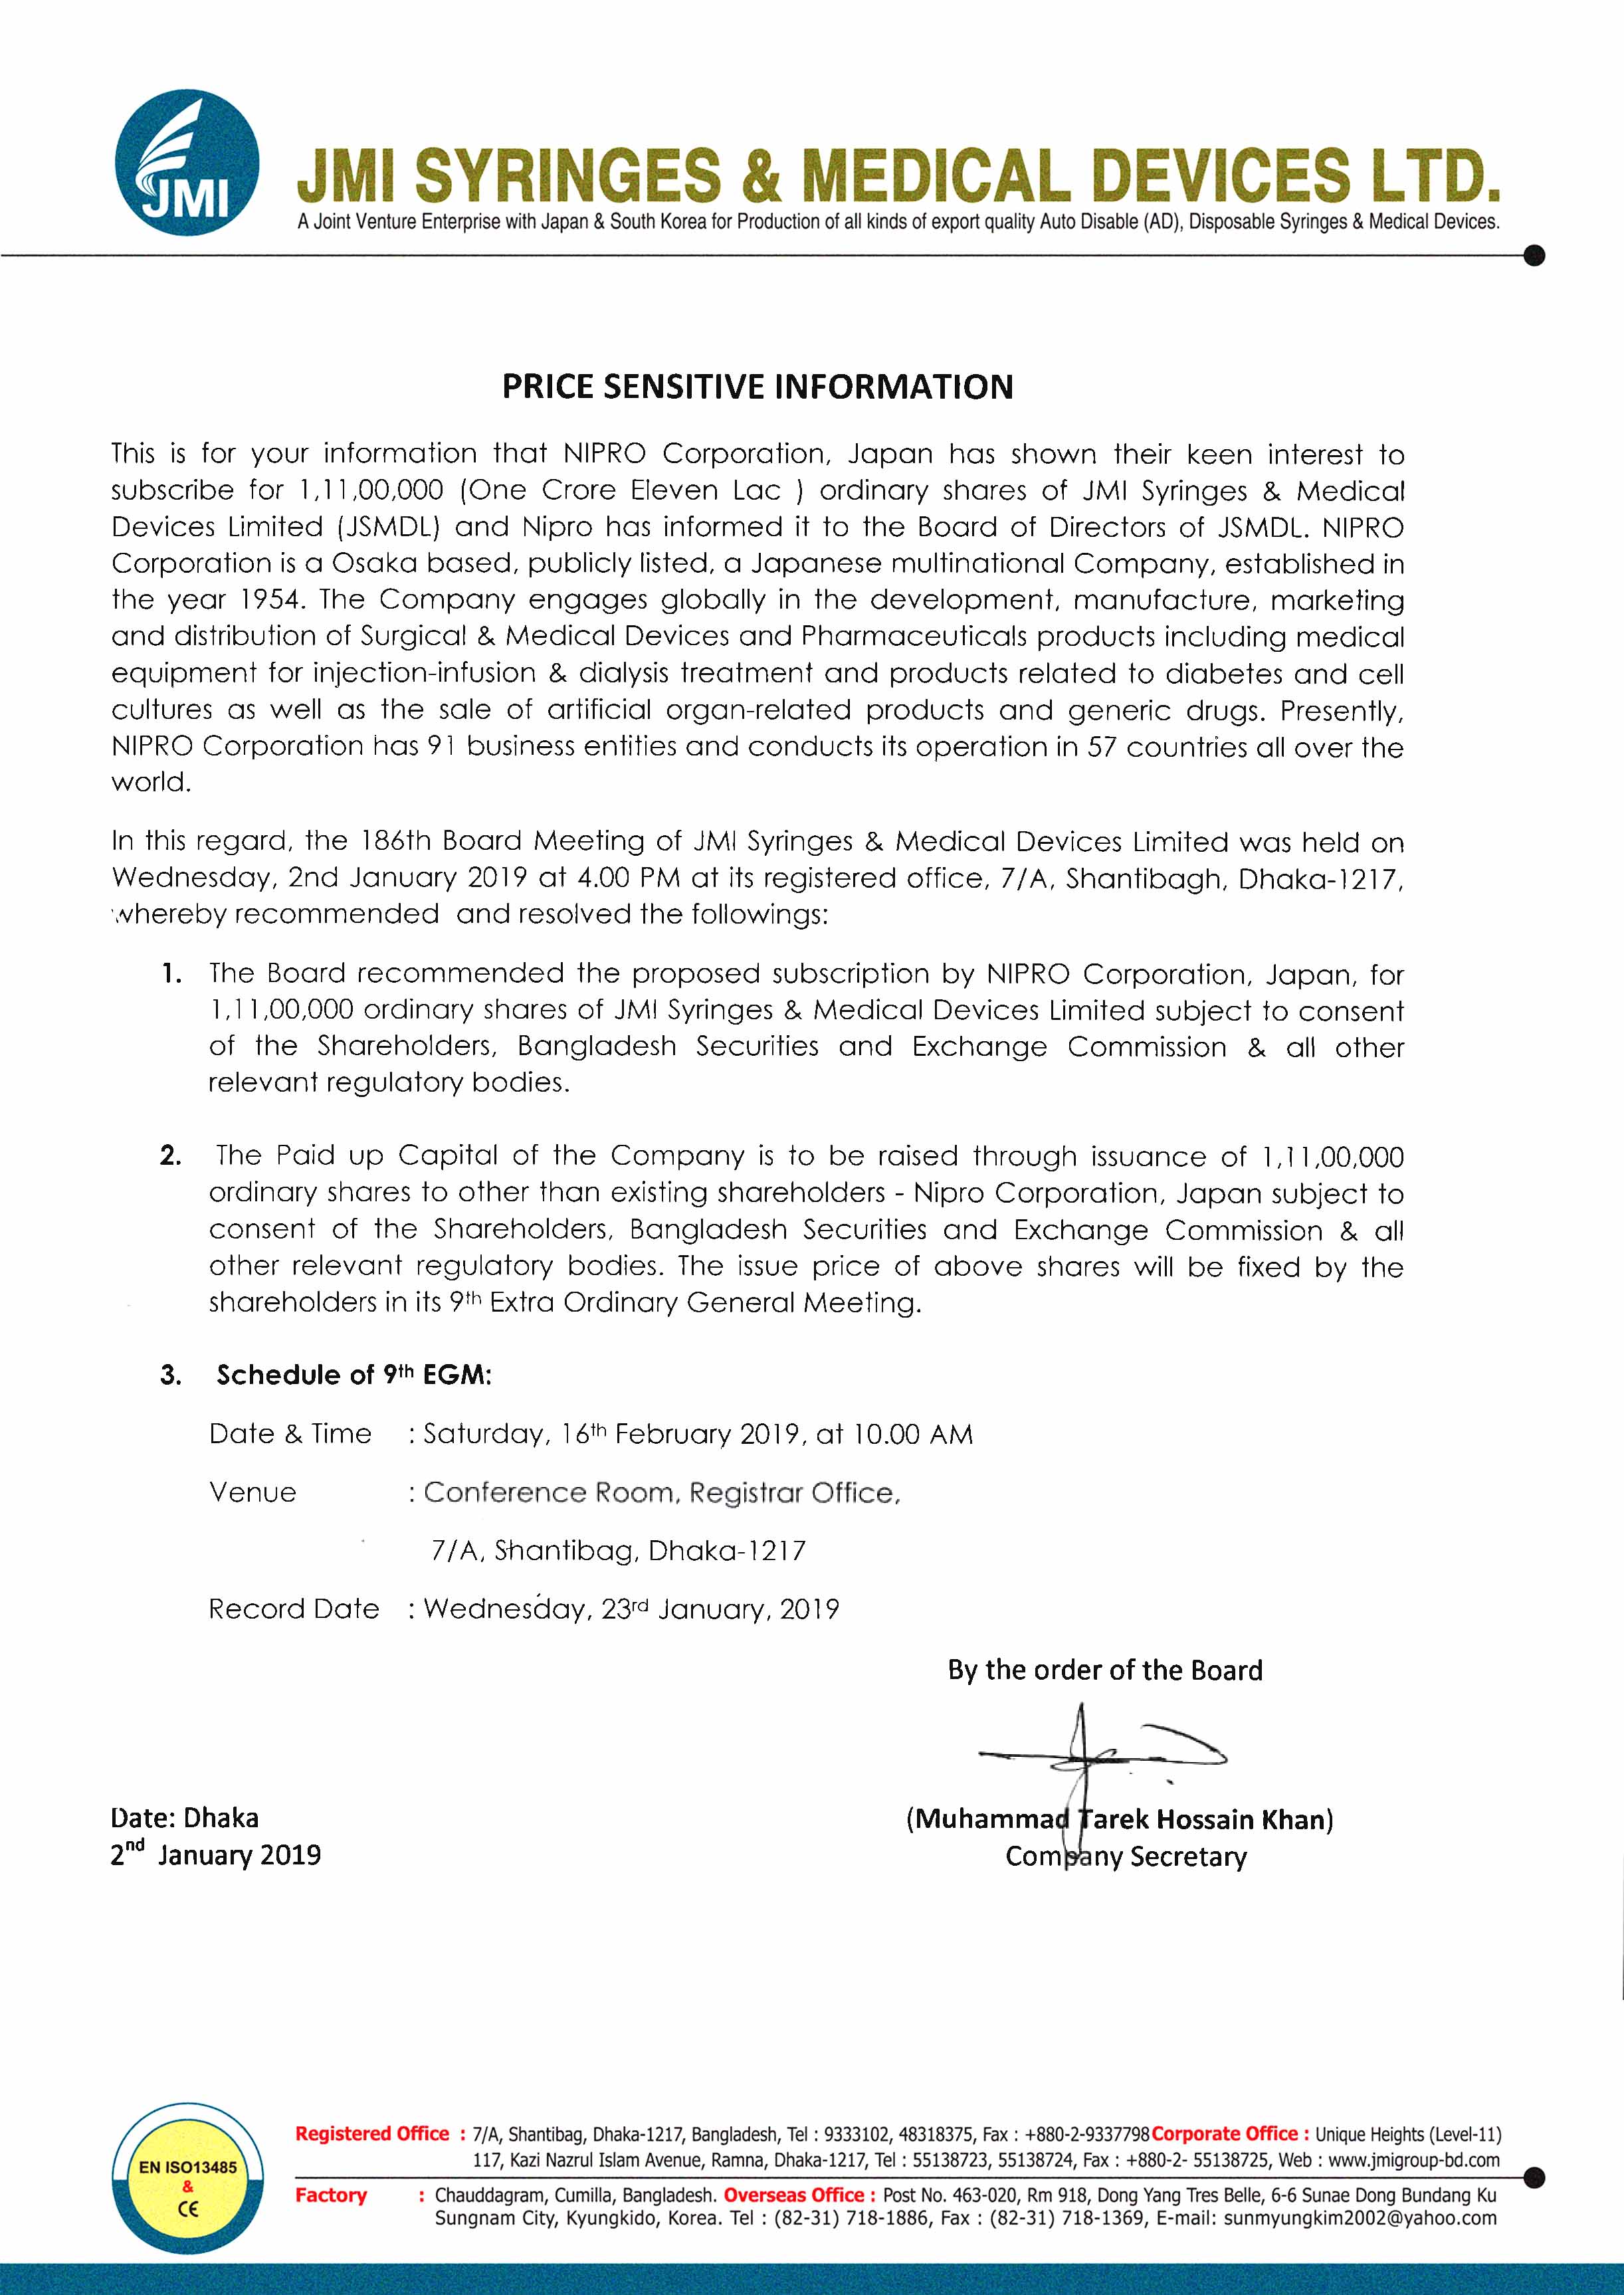 JMI
JMI SYRINGES & MEDICAL DEVICES LTD.
A Joint Venture Enterprise with Japan & South Korea for Production of all kinds of export quality Auto Disable (AD), Disposable Syringes & Medical Devices.
PRICE SENSITIVE INFORMATION
This is for your information that NIPRO Corporation, Japan has shown their keen interest to
subscribe for 1,11,00,000 (One Crore Eleven Lac ) ordinary shares of JMI Syringes & Medical
Devices Limited (JSMDL) and Nipro has informed it to the Board of Directors of JSMDL. NIPRO
Corporation is a Osaka based, publicly listed, a Japanese multinational Company, established in
the year 1954. The Company engages globally in the development, manufacture, marketing
and distribution of Surgical & Medical Devices and Pharmaceuticals products including medical
equipment for injection-infusion & dialysis treatment and products related to diabetes and cell
cultures as well as the sale of artificial organ-related products and generic drugs. Presently,
NIPRO Corporation has 91 business entities and conducts its operation in 57 countries all over the
world.
In this regard, the 186th Board Meeting of JMI Syringes & Medical Devices Limited was held on
Wednesday, 2nd January 2019 at 4.00 PM at its registered office, 7/A, Shantibagh, Dhaka-1217,
whereby recommended and resolved the followings:
1. The Board recommended the proposed subscription by NIPRO Corporation, Japan, for
1,11,00,000 ordinary shares of JMI Syringes & Medical Devices Limited subject to consent
of the Shareholders, Bangladesh Securities and Exchange Commission & all other
relevant regulatory bodies.
2. The Paid up Capital of the Company is to be raised through issuance of 1,11,00,000
ordinary shares to other than existing shareholders - Nipro Corporation, Japan subject to
consent of the Shareholders, Bangladesh Securities and Exchange Commission & all
other relevant regulatory bodies. The issue price of above shares will be fixed by the
shareholders in its 9th Extra Ordinary General Meeting.
3. Schedule of 9th EGM:
Date & Time : Saturday, 16th February 2019, at 10.00 AM
Venue : Conference Room, Registrar Office,
7/A, Shantibag, Dhaka-1217
Record Date : Wednesday, 23rd January, 2019
By the order of the Board
Date: Dhaka (Muhammad Tarek Hossain Khan)
2nd January 2019 Company Secretary
EN ISO13485
&
CE
Registered Office : 7/A, Shantibag, Dhaka-1217, Bangladesh, Tel : 9333102, 48318375, Fax : +880-2-9337798 Corporate Office : Unique Heights (Level-11)
117, Kazi Nazrul Islam Avenue, Ramna, Dhaka-1217, Tel : 55138723, 55138724, Fax : +880-2- 55138725, Web : www.jmigroup-bd.com
Factory : Chauddagram, Cumilla, Bangladesh. Overseas Office : Post No. 463-020, Rm 918, Dong Yang Tres Belle, 6-6 Sunae Dong Bundang Ku
Sungnam City, Kyungkido, Korea. Tel : (82-31) 718-1886, Fax : (82-31) 718-1369, E-mail: sunmyungkim2002@yahoo.com